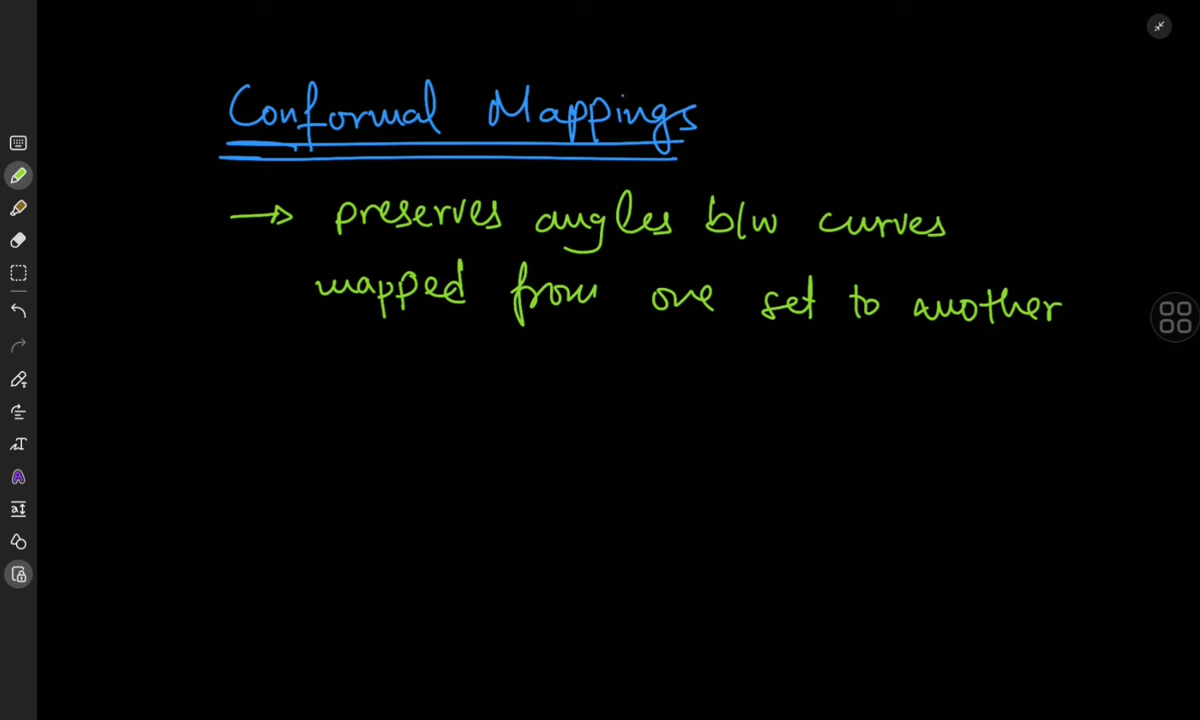 Conformal Mappings
→ preserves angles b/w curves
mapped from one set to another